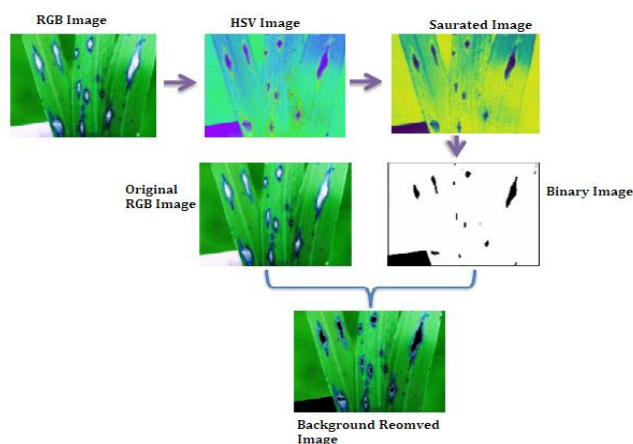 RGB Image
HSV Image
Saurated Image
Original
RGB Image
Binary Image
Background Reomved
Image